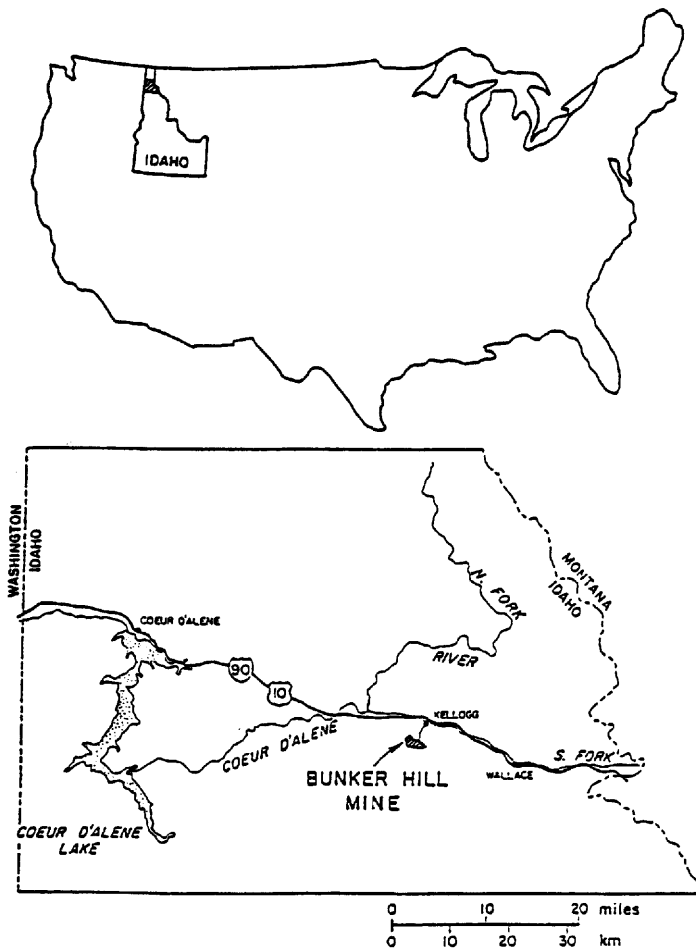 IDAHO
WASHINGTON
IDAHO
MONTANA
IDAHO
N. FORK
RIVER
COEUR D'ALENE
90
10
KELLOGG
COEUR D'ALENE
S. FORK
WALLACE
BUNKER HILL
MINE
COEUR D'ALENE
LAKE
0 10 20 miles
0 10 20 30 km